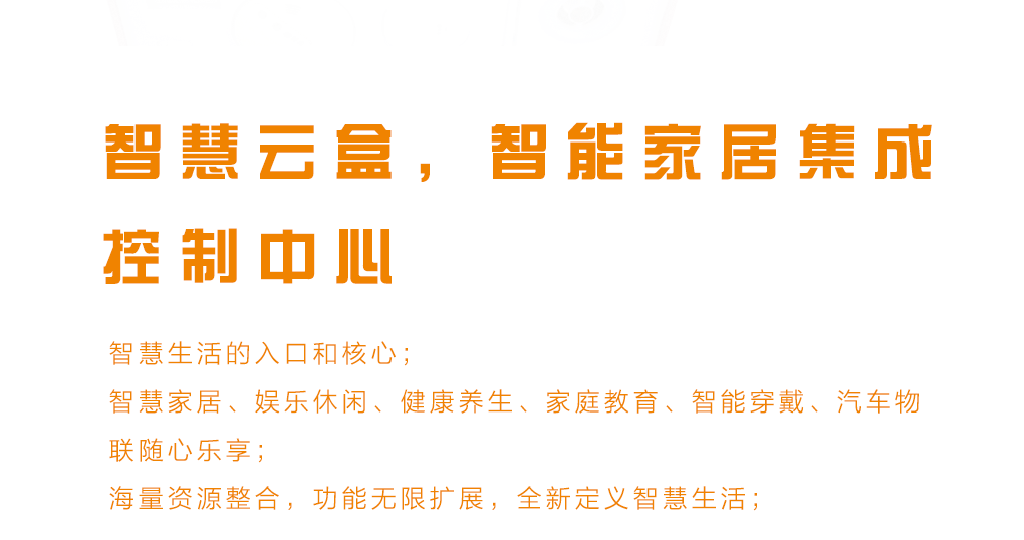 智慧云盒，智能家居集成
控制中心
智慧生活的入口和核心；
智慧家居、娱乐休闲、健康养生、家庭教育、智能穿戴、汽车物
联随心乐享；
海量资源整合，功能无限扩展，全新定义智慧生活；